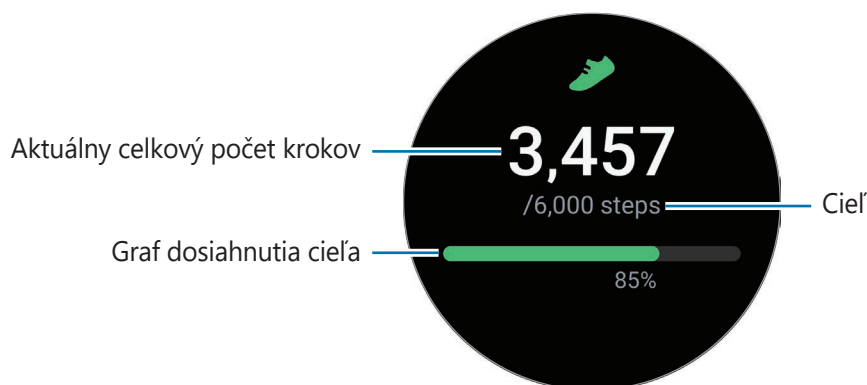 3,457
Aktuálny celkový počet krokov
/6,000 steps
Cieľ
Graf dosiahnutia cieľa
85%